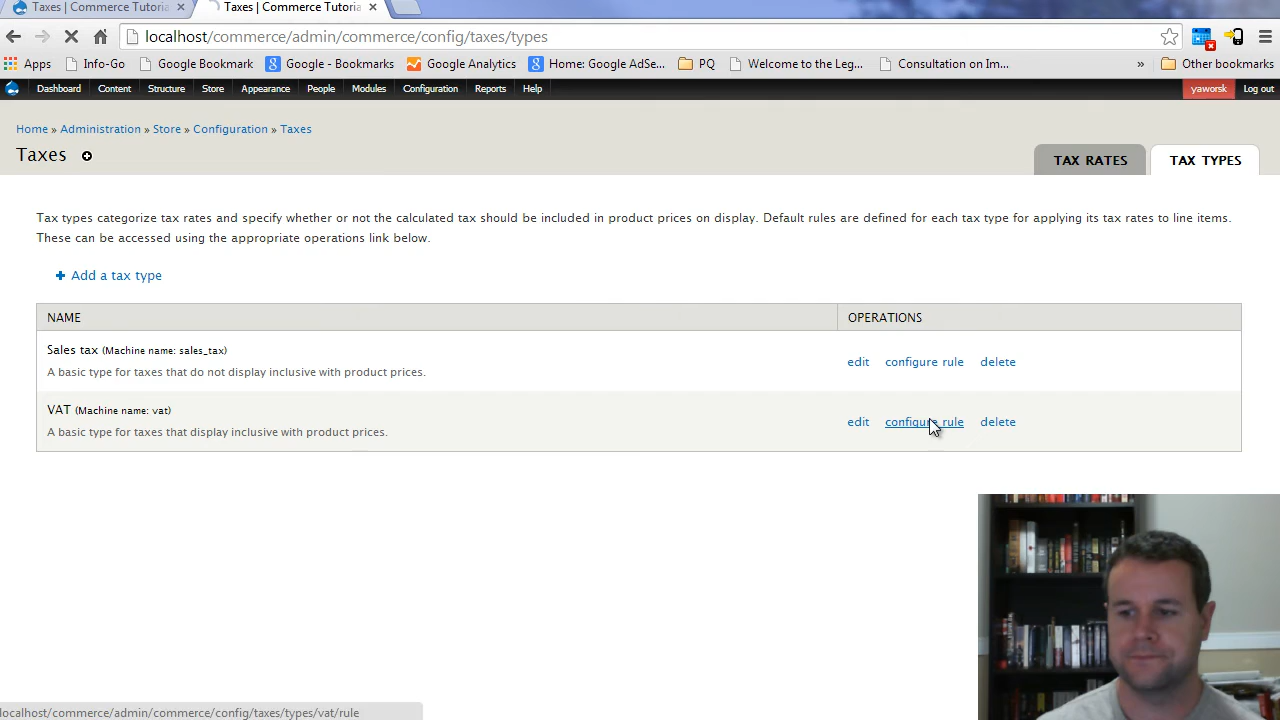 Taxes | Commerce Tutoria
Taxes | Commerce Tutoria
localhost/commerce/admin/commerce/config/taxes/types
Apps Info-Go Google Bookmark Google - Bookmarks Google Analytics Home: Google AdSe... PQ Welcome to the Leg... Consultation on Im... » Other bookmarks
Dashboard Content Structure Store Appearance People Modules Configuration Reports Help yaworsk Log out
Home » Administration » Store » Configuration » Taxes
Taxes
TAX RATES TAX TYPES
Tax types categorize tax rates and specify whether or not the calculated tax should be included in product prices on display. Default rules are defined for each tax type for applying its tax rates to line items.
These can be accessed using the appropriate operations link below.
+ Add a tax type
NAME OPERATIONS
Sales tax (Machine name: sales_tax)
A basic type for taxes that do not display inclusive with product prices.
edit configure rule delete
VAT (Machine name: vat)
A basic type for taxes that display inclusive with product prices.
edit configure rule delete
localhost/commerce/admin/commerce/config/taxes/types/vat/rule